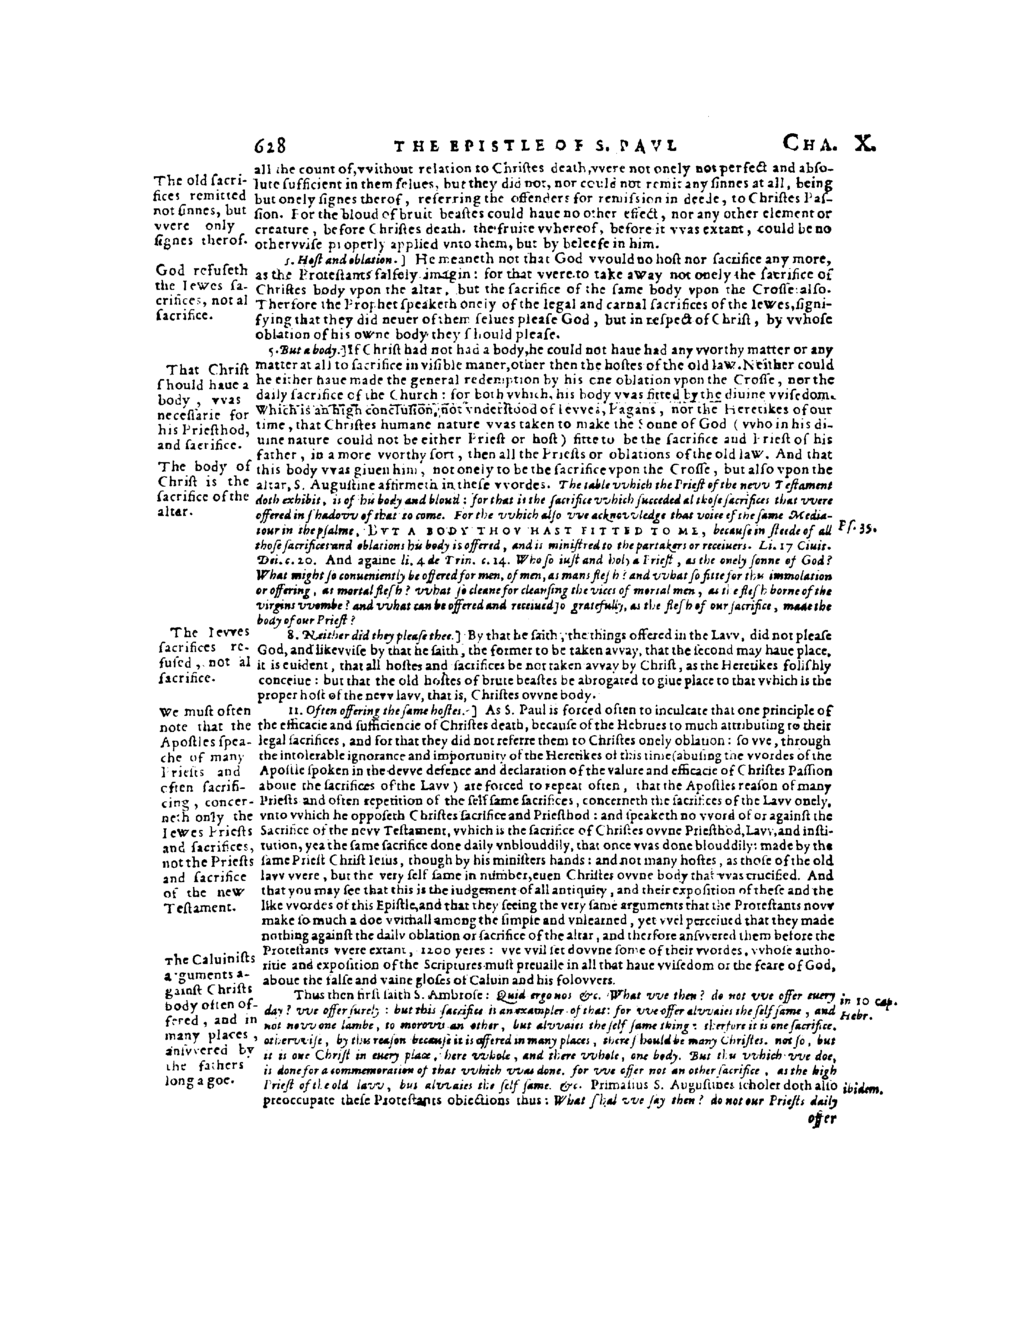 628 THE EPISTLE OF S. PAVL CHA. X.
all the count of, vvithout relation to Christes death, vvere not onely not perfect and abso-
lute sufficient in them selues, but they did not, nor could not remit any sinnes at all, being
but onely signes therof, referring the offenders for remission in deede, to Christes Pas-
sion. For the bloud of bruit beastes could haue no other effect, nor any other element or
creature, before Christes death. the fruite vvhereof, before it vvas extant, could be no
othervvise properly applied vnto them, but by beleefe in him.
The old sacri-
fices remitted
not sinnes, but
vvere only
signes therof.
5. Host and oblation. ] He meaneth not that God vvould no host nor sacrifice any more,
as the Protestants falsely imagin: for that vvere to take aWay not onely the sacrifice of
Christes body vpon the altar, but the sacrifice of the same body vpon the Crosse also.
Therfore the Prophet speaketh onely of the legal and carnal sacrifices of the Iewes, signi-
fying that they did neuer of them selues please God, but in respect of Christ, by vvhose
oblation of his owne body they should please.
God refuseth
the Iewes sa-
crifices, not al
sacrifice.
5. But a body. ] If Christ had not had a body, he could not haue had any vvorthy matter or any
matter at all to sacrifice in visible maner, other then the hostes of the old law. Neither could
he either haue made the general redemption by his one oblation vpon the Crosse, nor the
daily sacrifice of the Church: for both vvhich, his body vvas fitted by the diuine vvisedom.
Which is an high conclusion, not vnderstood of Ievves, Pagans, nor the Heretikes of our
time, that Christes humane nature vvas taken to make the Sonne of God (vvho in his di-
uine nature could not be either Priest or host) fitte to be the sacrifice and Priest of his
father, in a more vvorthy sort, then all the Priests or oblations of the old laW. And that
this body vvas giuen him, not onely to be the sacrifice vpon the Crosse, but also vpon the
altar, S. Augustine affirmeth in these vvordes. The table vvhich the Priest of the nevv Testament
doth exhibit, is of his body and bloud: for that is the sacrifice vvhich succeded al those sacrifices that vvere
offered in shadovv of that to come. For the vvhich also vve acknovvledge that voice of the same Media-
tour in the psalme, BVT A BODY THOV HAST FITTED TO ME, because in steede of all
those sacrifices and oblations his body is offered, and is ministred to the partakers or receiuers. Li. 17 Ciuit.
Dei. c. 20. And againe li. 4 de Trin. c. 14. Who so iust and holy a Priest, as the onely sonne of God?
What might so conueniently be offered for men, of men, as mans flesh? and vvhat so fitte for this immolation
or offering, as mortal flesh? vvhat so cleane for cleansing the vices of mortal men, as the flesh borne of the
virgins vvombe? and vvhat can be offered and receiued so gratefully, as the flesh of our sacrifice, made the
body of our Priest?
That Christ
should haue a
body, vvas
necessarie for
his Priesthod,
and sacrifice.
The body of
Christ is the
sacrifice of the
altar.
Ps. 35.
8. Neither did they please thee. ] By that he saith, the things offered in the Lavv, did not please
God, and likevvise by that he saith, the former to be taken avvay, that the second may haue place,
it is euident, that all hostes and sacrifices be not taken avvay by Christ, as the Heretikes folishly
conceiue: but that the old hostes of brute beastes be abrogated to giue place to that vvhich is the
proper host of the nevv lavv, that is, Christes ovvne body.
The Ievves
sacrifices re-
fused, not al
sacrifice.
11. Often offering the same hostes. ] As S. Paul is forced often to inculcate that one principle of
the efficacie and sufficiencie of Christes death, because of the Hebrues to much attributing to their
legal sacrifices, and for that they did not referre them to Christes onely oblation: so vve, through
the intolerable ignorance and importunity of the Heretikes of this time (abusing the vvordes of the
Apostle spoken in the devve defence and declaration of the valure and efficacie of Christes Passion
aboue the sacrifices of the Lavv) are forced to repeat often, that the Apostles reason of many
Priests and often repetition of the self same sacrifices, concerneth the sacrifices of the Lavv onely,
vnto vvhich he opposeth Christes sacrifice and Priesthod: and speaketh no vvord of or against the
Sacrifice of the nevv Testament, vvhich is the sacrifice of Christes ovvne Priesthod, Lavv, and insti-
tution, yea the same sacrifice done daily vnblouddily, that once vvas done blouddily: made by the
same Priest Christ Iesus, though by his ministers hands: and not many hostes, as those of the old
lavv vvere, but the very self same in number, euen Christes ovvne body that vvas crucified. And
that you may see that this is the iudgement of all antiquity, and their exposition of these and the
like vvordes of this Epistle, and that they seeing the very same arguments that the Protestants novv
make so much a doe vvithall among the simple and vnlearned, yet vvel perceiued that they made
nothing against the daily oblation or sacrifice of the altar, and therfore ansvvered them before the
Protestants vvere extant, 1200 yeres: vve vvil set dovvne some of their vvordes, vvhose autho-
ritie and exposition of the Scriptures must preuaile in all that haue vvisedom or the feare of God,
aboue the false and vaine gloses of Caluin and his folovvers.
We must often
note that the
Apostles spea-
che of many
Priests and
often sacrifi-
cing, concer-
neth only the
Iewes Priests
and sacrifices,
not the Priests
and sacrifice
of the new
Testament.
Thus then first saith S. Ambrose: Quid ergo nos &c. What vve then? do not vve offer euery
day? vve offer surely: but this sacrifice is an exampler of that: for vve offer alvvaies the self same, and
not novv one lambe, to morovv an other, but alvvaies the self same thing: therfore it is one sacrifice.
othervvise, by this reason because it is offered in many places, there should be many Christes. not so, but
it is one Christ in euery place, here vvhole, and there vvhole, one body. But this vvhich vve doe,
is done for a commemoration of that vvhich vvas done. for vve offer not an other sacrifice, as the high
Priest of the old lavv, but alvvaies the self same. &c. Primasius S. Augustines scholer doth also
preoccupate these Protestants obiections thus: What shal vve say then? do not our Priests daily
The Caluinists
arguments a-
gainst Christs
body often of-
fered, and in
many places,
ansvvered by
the fathers
long agoe.
in 10 cap.
Hebr.
ibidem.
offer